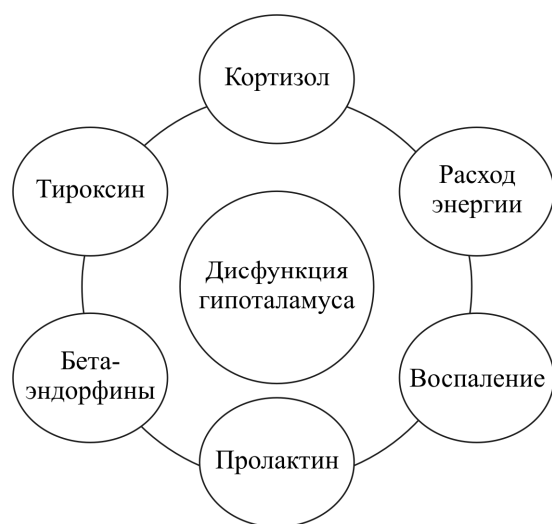 Кортизол
Тироксин
Расход
энергии
Дисфункция
гипоталамуса
Бета-
эндорфины
Воспаление
Пролактин